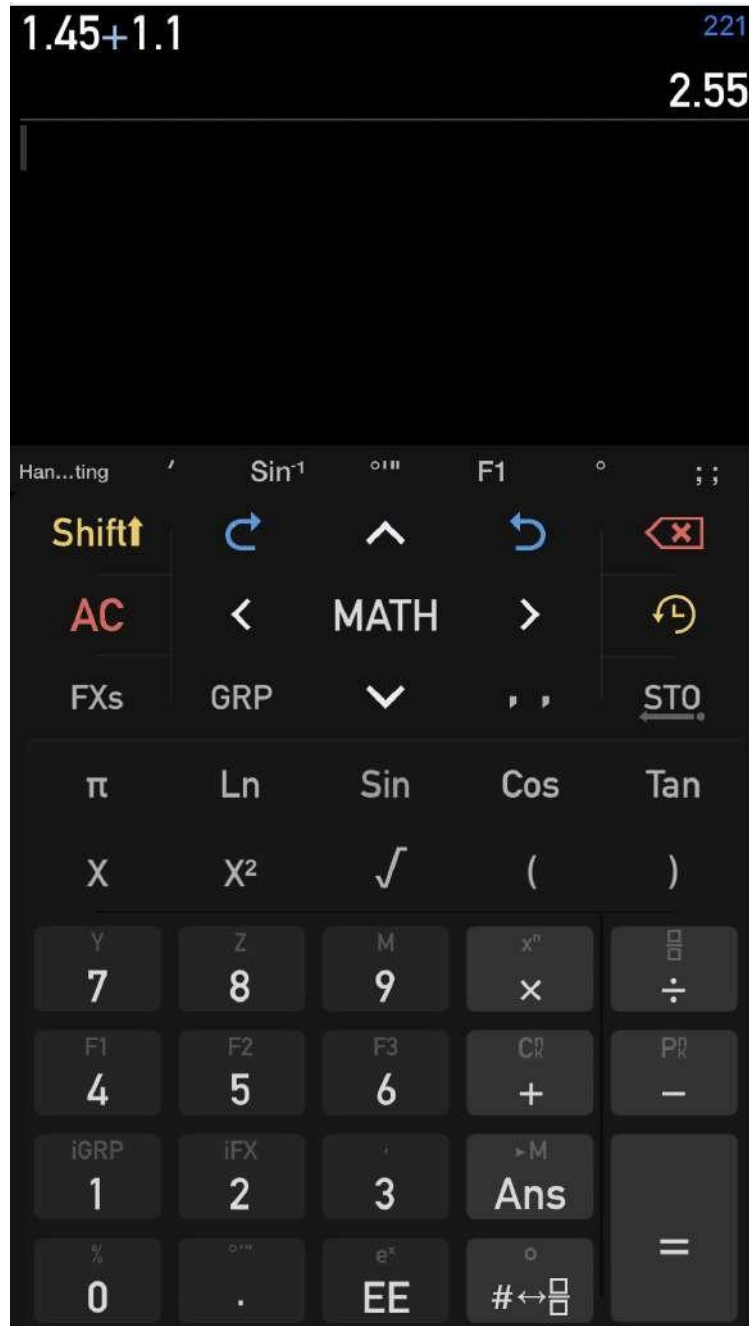 1.45+1.1 221
2.55
Han...ting ′ Sin⁻¹ °'" F1 ° ; ;
Shift
AC < MATH >
FXs GRP , , STO
π Ln Sin Cos Tan
X X² √ ( )
Y Z M xⁿ
7 8 9 × ÷
F1 F2 F3 Cⁿₖ Pⁿₖ
4 5 6 + −
iGRP iFX , ▸M
1 2 3 Ans =
% °'" eˣ
0 . EE #↔